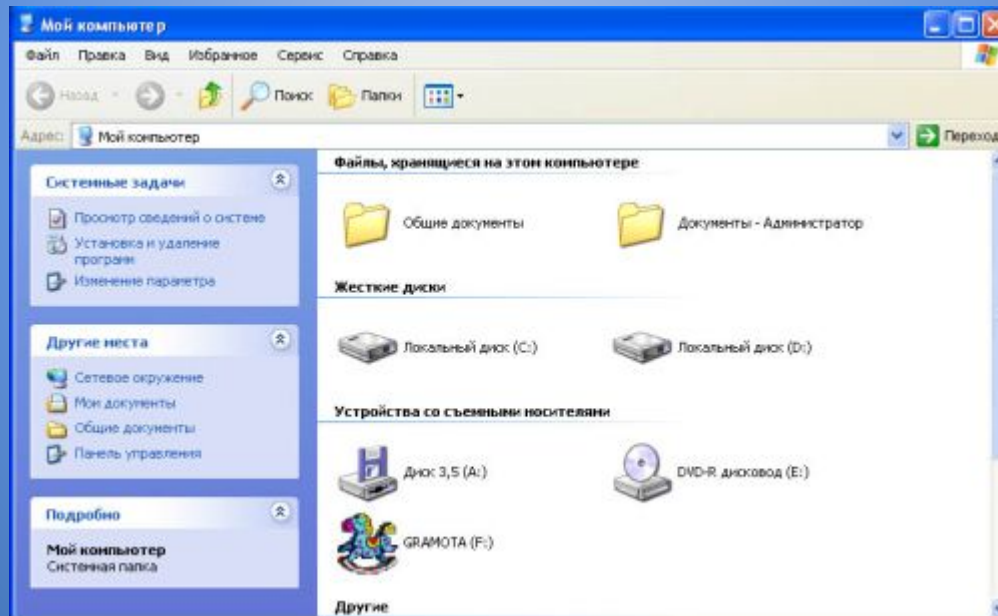 Мой компьютер
Файл Правка Вид Избранное Сервис Справка
Назад Поиск Папки
Адрес: Мой компьютер Переход
Системные задачи
Просмотр сведений о системе
Установка и удаление
программ
Изменение параметра
Другие места
Сетевое окружение
Мои документы
Общие документы
Панель управления
Подробно
Мой компьютер
Системная папка
Файлы, хранящиеся на этом компьютере
Общие документы Документы - Администратор
Жесткие диски
Локальный диск (C:) Локальный диск (D:)
Устройства со съемными носителями
Диск 3,5 (A:) DVD-R дисковод (E:)
GRAMOTA (F:)
Другие